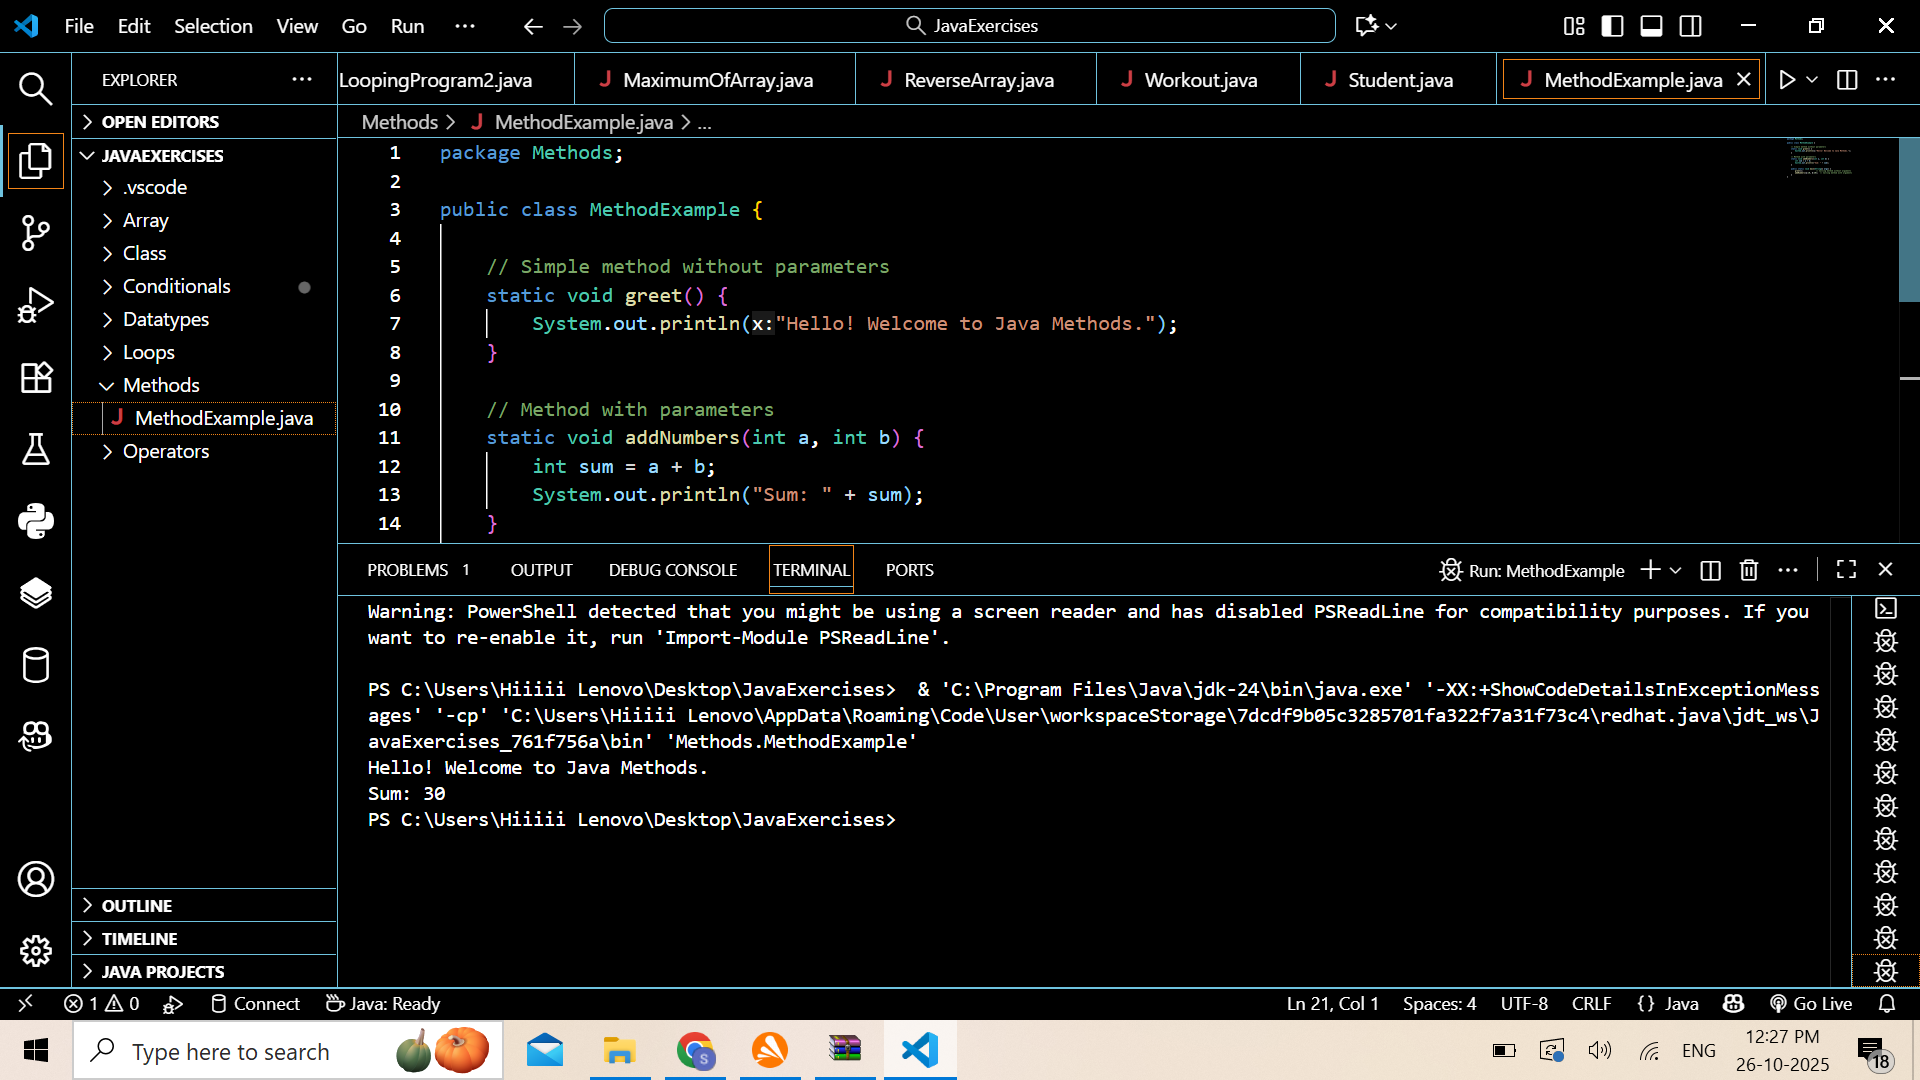 File Edit Selection View Go Run ...
JavaExercises
EXPLORER ...
LoopingProgram2.java J MaximumOfArray.java J ReverseArray.java J Workout.java J Student.java J MethodExample.java
OPEN EDITORS
JAVAEXERCISES
.vscode
Array
Class
Conditionals
Datatypes
Loops
Methods
J MethodExample.java
Operators
OUTLINE
TIMELINE
JAVA PROJECTS
Methods > J MethodExample.java > ...
1 package Methods;
2
3 public class MethodExample {
4
5 // Simple method without parameters
6 static void greet() {
7 System.out.println(x:"Hello! Welcome to Java Methods.");
8 }
9
10 // Method with parameters
11 static void addNumbers(int a, int b) {
12 int sum = a + b;
13 System.out.println("Sum: " + sum);
14 }
PROBLEMS 1 OUTPUT DEBUG CONSOLE TERMINAL PORTS
Run: MethodExample
Warning: PowerShell detected that you might be using a screen reader and has disabled PSReadLine for compatibility purposes. If you
want to re-enable it, run 'Import-Module PSReadLine'.
PS C:\Users\Hiiiii Lenovo\Desktop\JavaExercises>  & 'C:\Program Files\Java\jdk-24\bin\java.exe' '-XX:+ShowCodeDetailsInExceptionMess
ages' '-cp' 'C:\Users\Hiiiii Lenovo\AppData\Roaming\Code\User\workspaceStorage\7dcdf9b05c3285701fa322f7a31f73c4\redhat.java\jdt_ws\J
avaExercises_761f756a\bin' 'Methods.MethodExample'
Hello! Welcome to Java Methods.
Sum: 30
PS C:\Users\Hiiiii Lenovo\Desktop\JavaExercises>
1 0 Connect Java: Ready
Ln 21, Col 1 Spaces: 4 UTF-8 CRLF {} Java Go Live
Type here to search
S
ENG
12:27 PM
26-10-2025
18